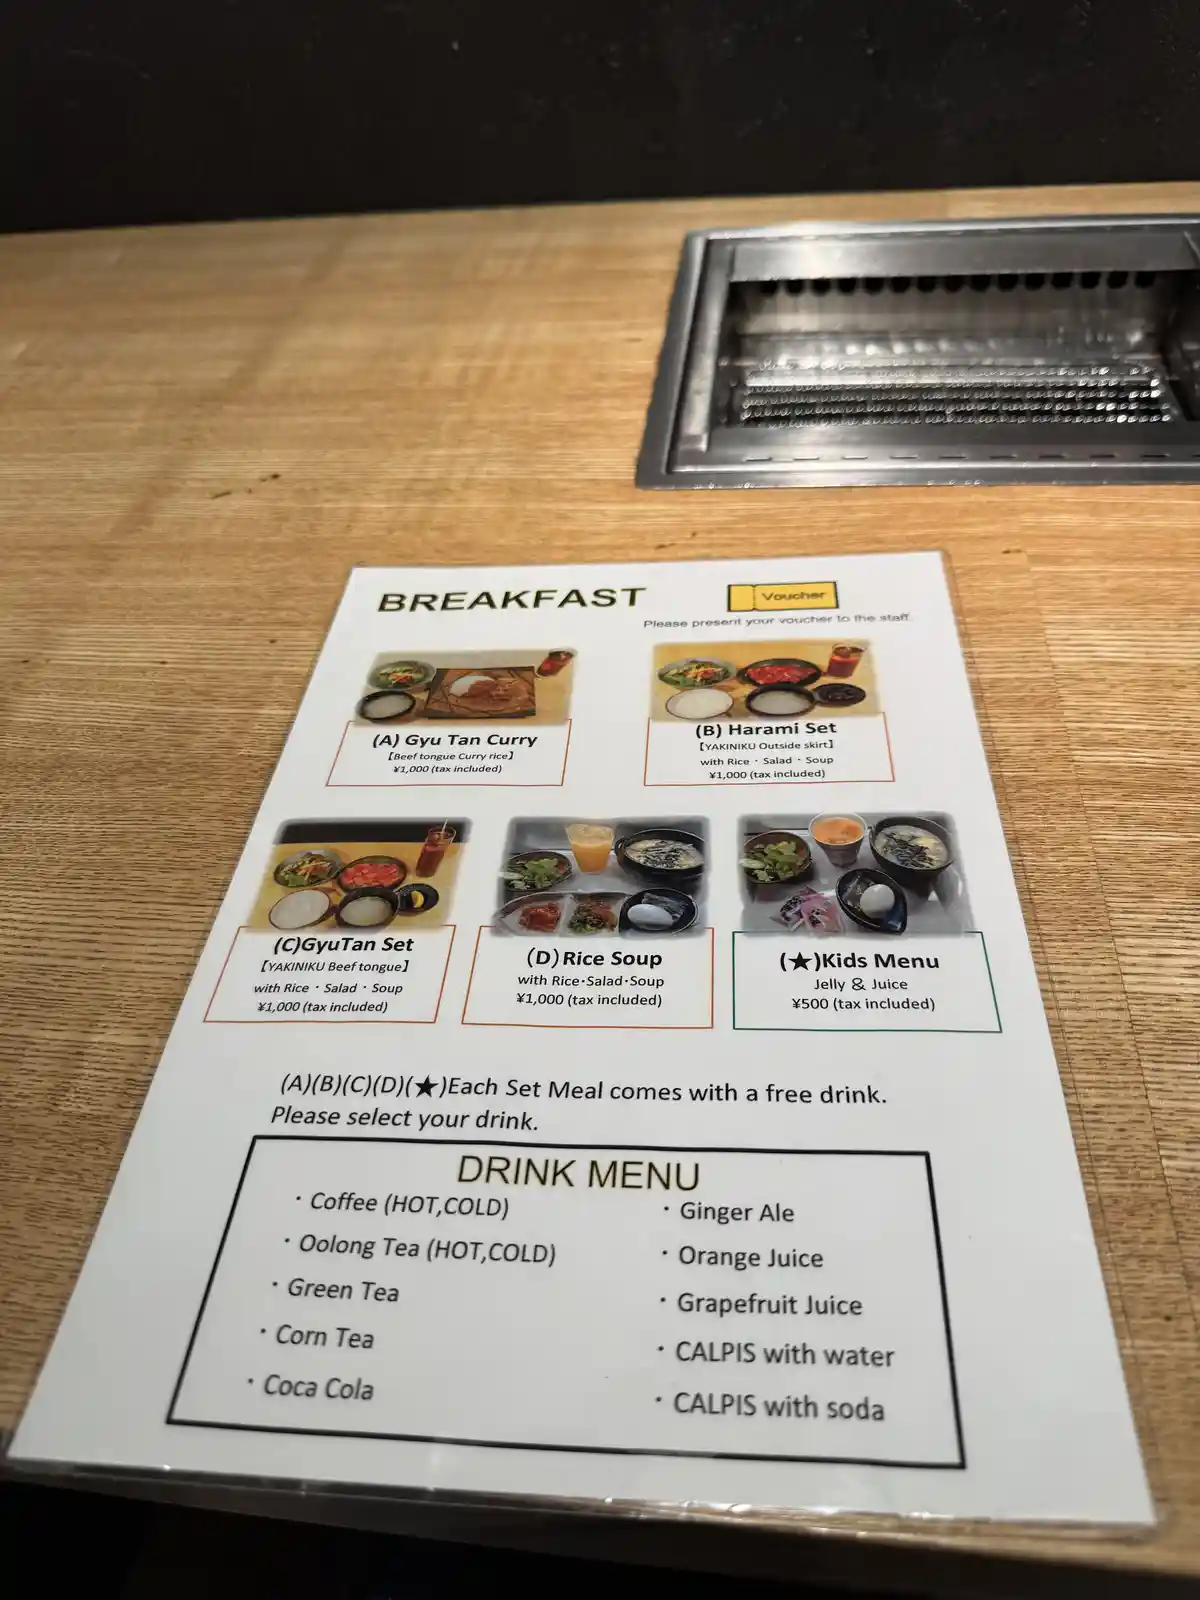 BREAKFAST
Voucher
Please present your voucher to the staff.
(A) Gyu Tan Curry
【Beef tongue Curry rice】
¥1,000 (tax included)
(B) Harami Set
【YAKINIKU Outside skirt】
with Rice・Salad・Soup
¥1,000 (tax included)
(C)GyuTan Set
【YAKINIKU Beef tongue】
with Rice・Salad・Soup
¥1,000 (tax included)
(D)Rice Soup
with Rice・Salad・Soup
¥1,000 (tax included)
(★)Kids Menu
Jelly & Juice
¥500 (tax included)
(A)(B)(C)(D)(★)Each Set Meal comes with a free drink.
Please select your drink.
DRINK MENU
・Coffee (HOT,COLD)
・Oolong Tea (HOT,COLD)
・Green Tea
・Corn Tea
・Coca Cola
・Ginger Ale
・Orange Juice
・Grapefruit Juice
・CALPIS with water
・CALPIS with soda